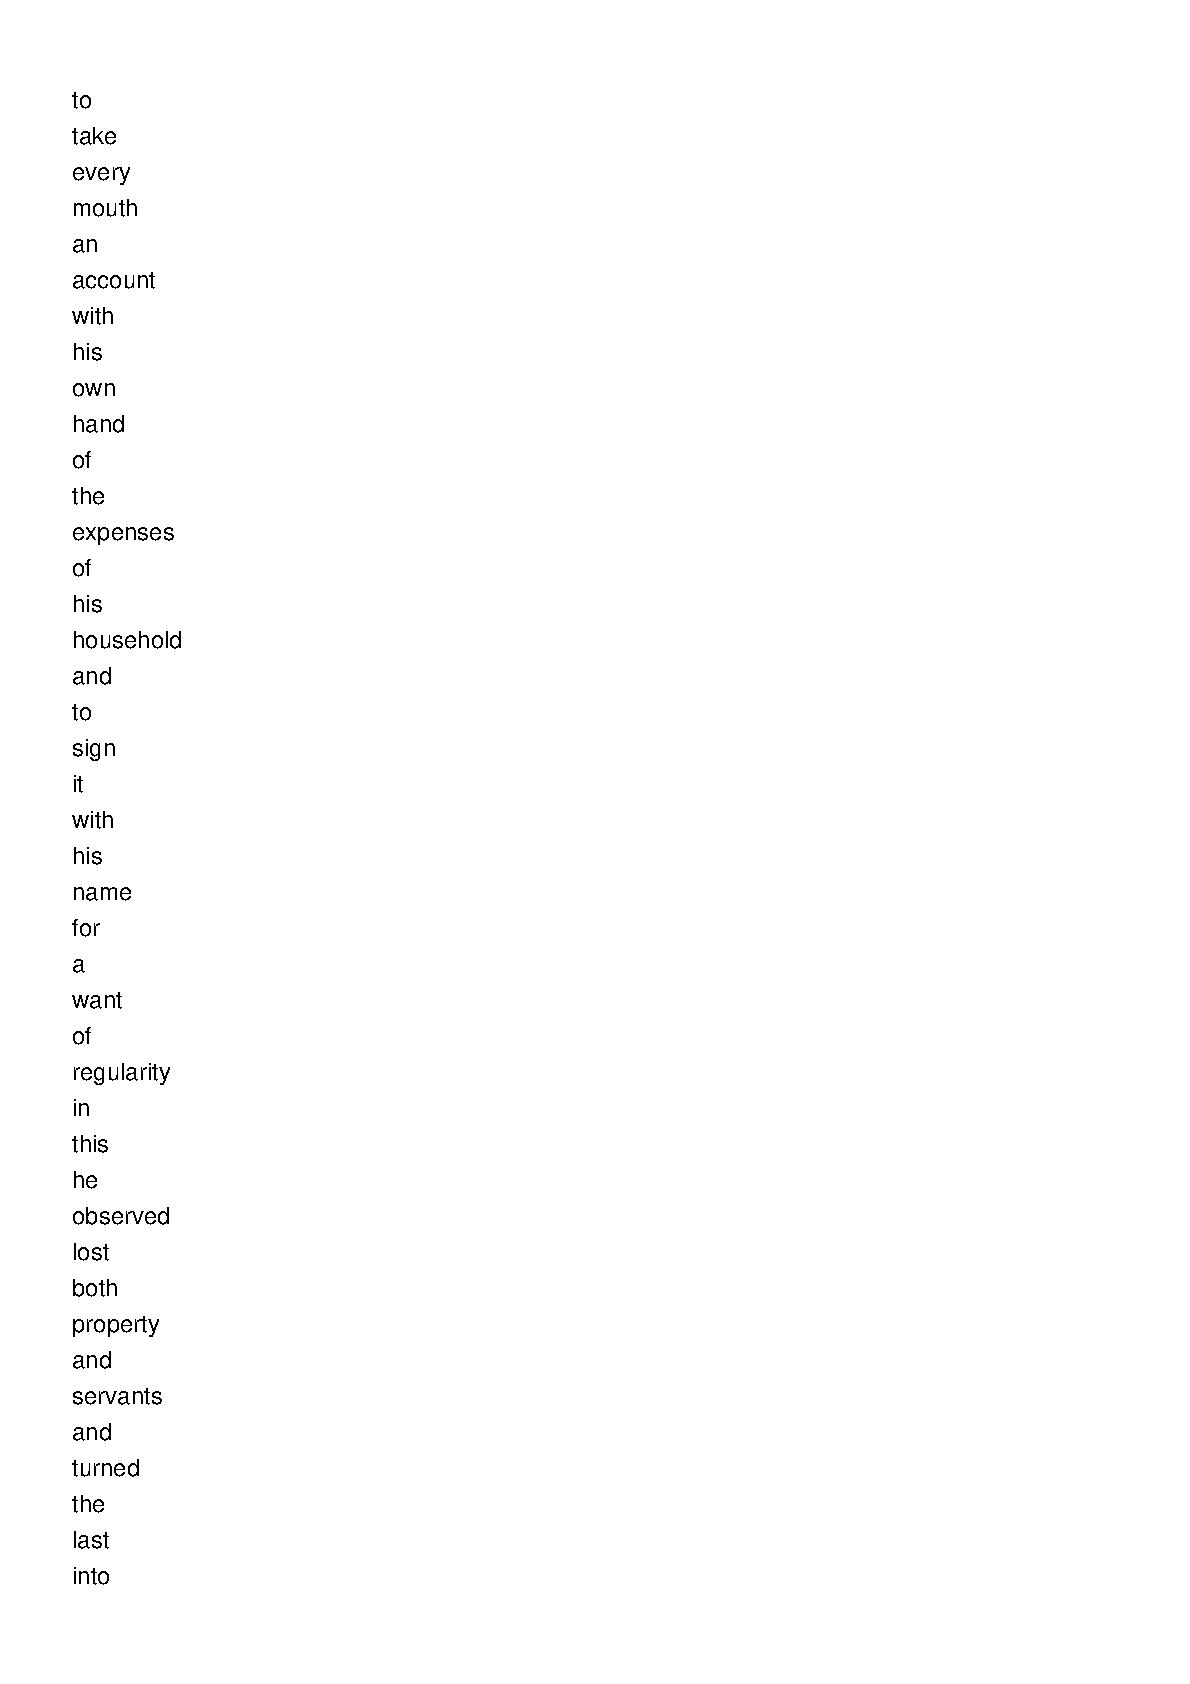 to
take
every
mouth
an
account
with
his
own
hand
of
the
expenses
of
his
household
and
to
sign
it
with
his
name
for
a
want
of
regularity
in
this
he
observed
lost
both
property
and
servants
and
turned
the
last
into